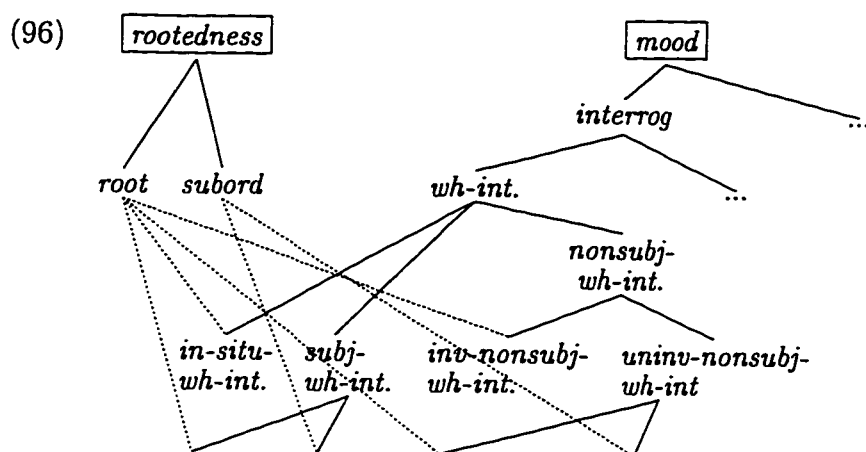 (96) rootedness mood
interrog
...
root subord wh-int. ...
nonsubj-
wh-int.
in-situ- subj- inv-nonsubj- uninv-nonsubj-
wh-int. wh-int. wh-int. wh-int